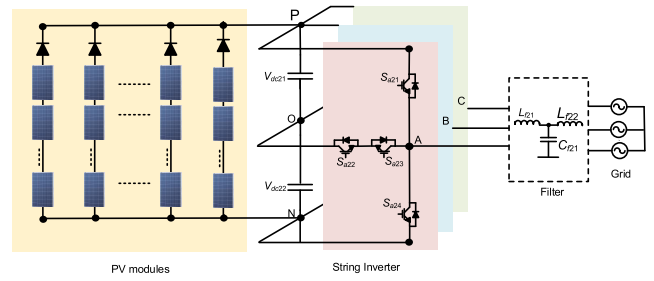 P
V_dc21
S_a21
C
O
B
L_f21
L_f22
A
C_f21
S_a22
S_a23
V_dc22
S_a24
N
Filter
Grid
PV modules
String Inverter